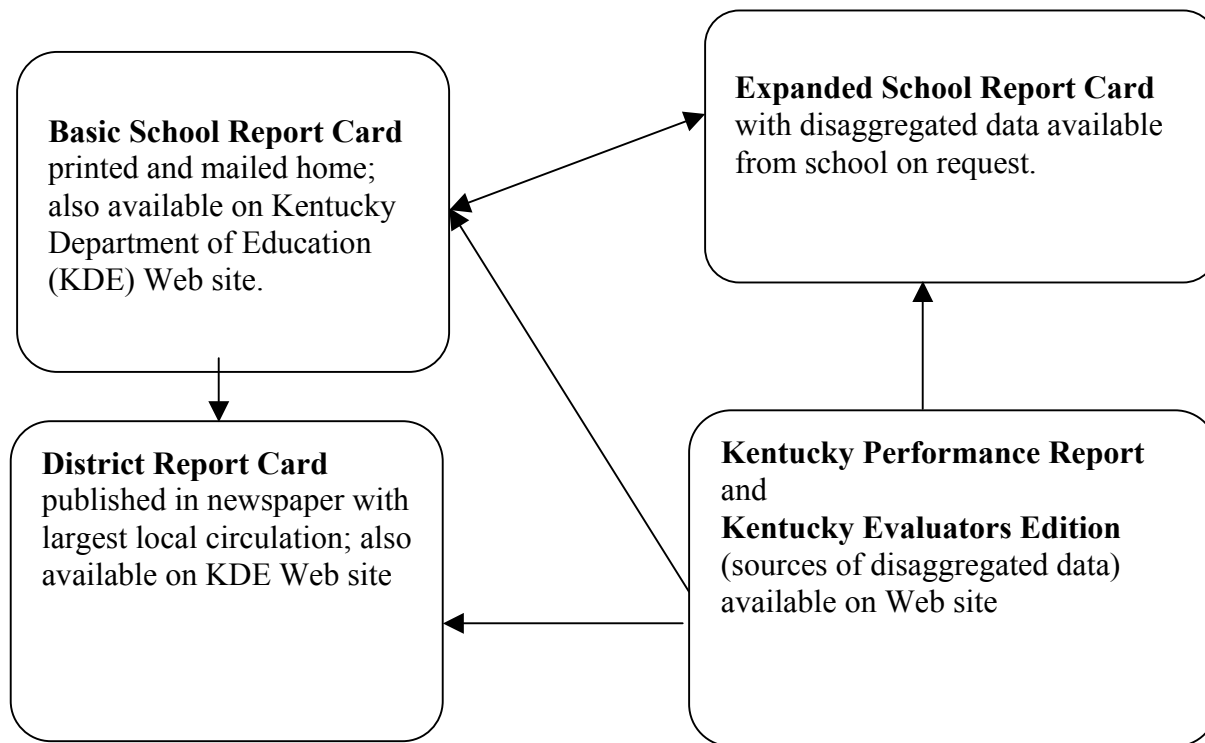 Basic School Report Card
printed and mailed home;
also available on Kentucky
Department of Education
(KDE) Web site.
Expanded School Report Card
with disaggregated data available
from school on request.
District Report Card
published in newspaper with
largest local circulation; also
available on KDE Web site
Kentucky Performance Report
and
Kentucky Evaluators Edition
(sources of disaggregated data)
available on Web site